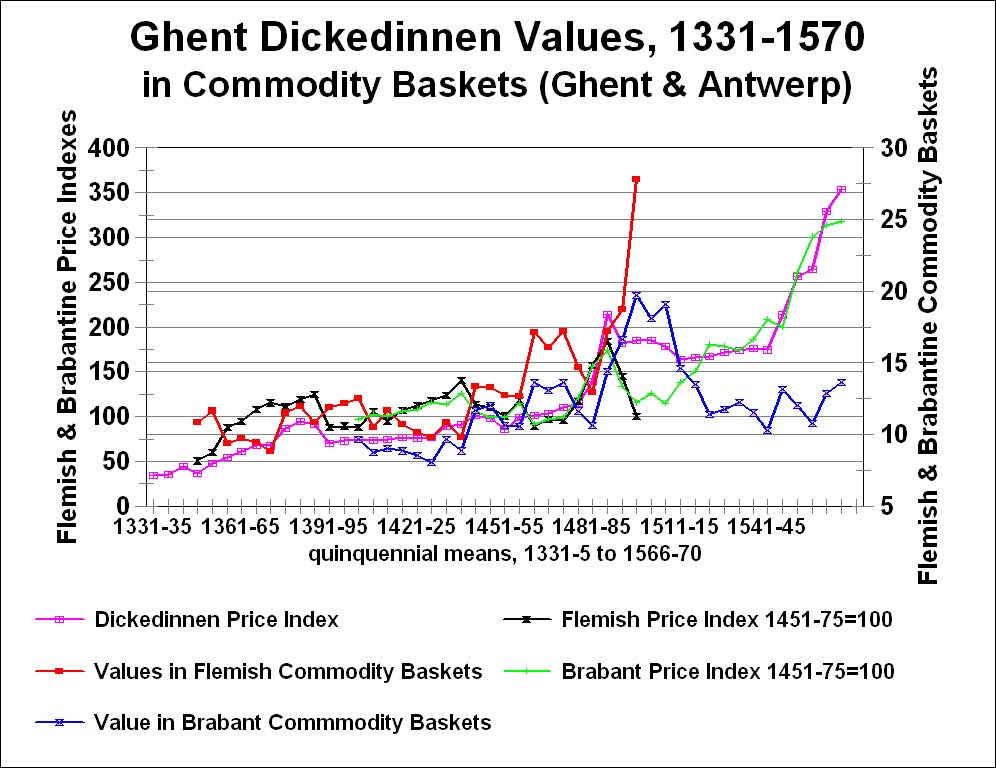 Ghent Dickedinnen Values, 1331-1570
in Commodity Baskets (Ghent & Antwerp)
Flemish & Brabantine Price Indexes
400
350
300
250
200
150
100
50
0
30
25
20
15
10
5
Flemish & Brabantine Commodity Baskets
1331-35 1361-65 1391-95 1421-25 1451-55 1481-85 1511-15 1541-45
quinquennial means, 1331-5 to 1566-70
Dickedinnen Price Index
Flemish Price Index 1451-75=100
Values in Flemish Commodity Baskets
Brabant Price Index 1451-75=100
Value in Brabant Commmodity Baskets